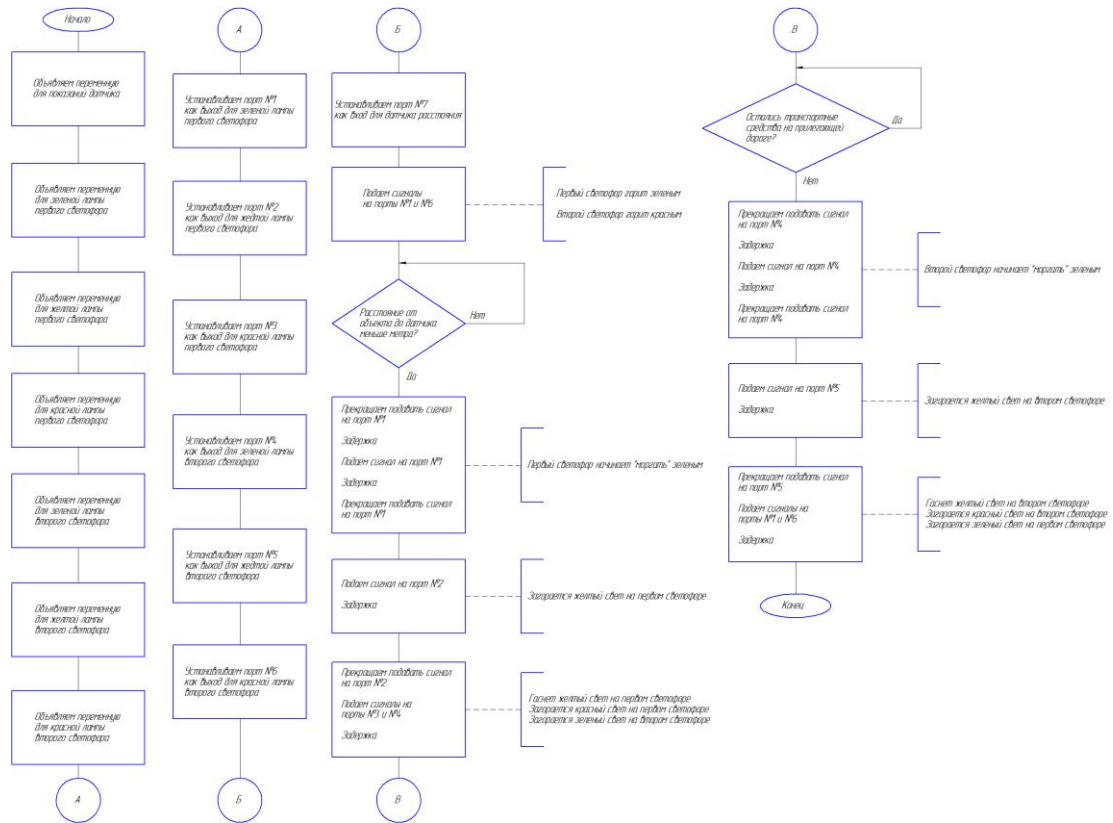 Начало
Объявляем переменную
для показаний датчика
Объявляем переменную
для зеленой лампы
первого светофора
Объявляем переменную
для желтой лампы
первого светофора
Объявляем переменную
для красной лампы
первого светофора
Объявляем переменную
для зеленой лампы
второго светофора
Объявляем переменную
для желтой лампы
второго светофора
Объявляем переменную
для красной лампы
второго светофора
А
А
Устанавливаем порт №1
как выход для зеленой лампы
первого светофора
Устанавливаем порт №2
как выход для жёдтой лампы
первого светофора
Устанавливаем порт №3
как выход для красной лампы
первого светофора
Устанавливаем порт №4
как выход для зеленой лампы
второго светофора
Устанавливаем порт №5
как выход для жёдтой лампы
второго светофора
Устанавливаем порт №6
как выход для красной лампы
второго светофора
Б
Б
Устанавливаем порт №7
как вход для датчика расстояния
Подаем сигналы
на порты №1 и №6
Первый светофор горит зеленым
Второй светофор горит красным
Расстояние от
объекта до датчика
меньше метра?
Нет
Да
Прекращаем подавать сигнал
на порт №1
Задержка
Подаем сигнал на порт №1
Задержка
Прекращаем подавать сигнал
на порт №1
Первый светофор начинает "моргать" зеленым
Подаем сигнал на порт №2
Задержка
Загорается желтый свет на первом светофоре
Прекращаем подавать сигнал
на порт №2
Подаем сигналы на
порты №3 и №4
Задержка
Гаснет желтый свет на первом светофоре
Загорается красный свет на первом светофоре
Загорается зеленый свет на втором светофоре
В
В
Остались транспортные
средства на прилегающей
дороге?
Да
Нет
Прекращаем подавать сигнал
на порт №4
Задержка
Подаем сигнал на порт №4
Задержка
Прекращаем подавать сигнал
на порт №4
Второй светофор начинает "моргать" зеленым
Подаем сигнал на порт №5
Задержка
Загорается желтый свет на втором светофоре
Прекращаем подавать сигнал
на порт №5
Подаем сигналы на
порты №1 и №6
Задержка
Гаснет желтый свет на втором светофоре
Загорается красный свет на втором светофоре
Загорается зеленый свет на первом светофоре
Конец